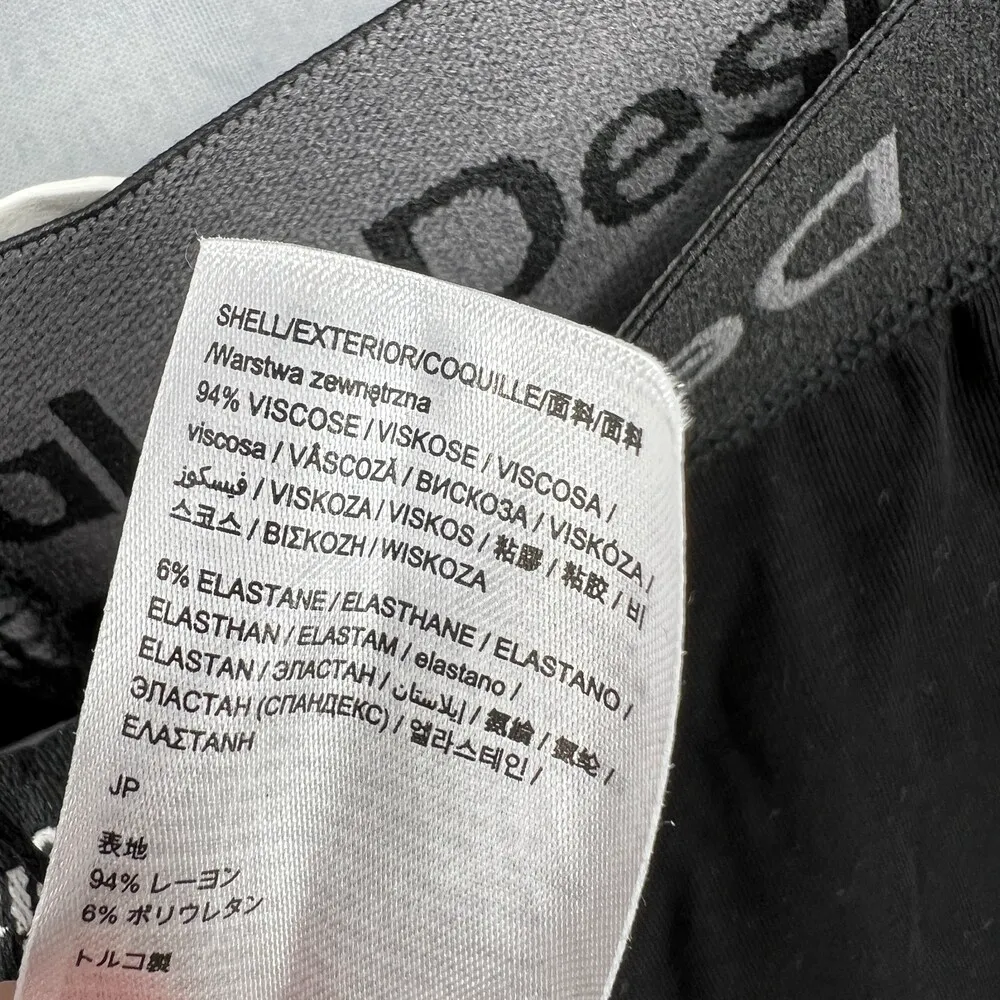 Des
al
SHELL/EXTERIOR/COQUILLE/面料/面料
/Warstwa zewnętrzna
94% VISCOSE / VISKOSE / VISCOSA /
viscosa / VÂSCOZĂ / ВИСКОЗА / VISKÓZA /
فيسكوز / VISKOZA / VISKOS / 粘膠 / 粘胶 / 비
스코스 / ΒΙΣΚΟΖΗ / WISKOZA
6% ELASTANE / ELASTHANE / ELASTANO /
ELASTHAN / ELASTAM / elastano /
ELASTAN / ЭЛАСТАН / إيلاستان / 氨綸 / 氨纶 /
ЭЛАСТАН (СПАНДЕКС) / 엘라스테인 /
ΕΛΑΣΤΑΝΗ
JP
表地
94% レーヨン
6% ポリウレタン
トルコ製